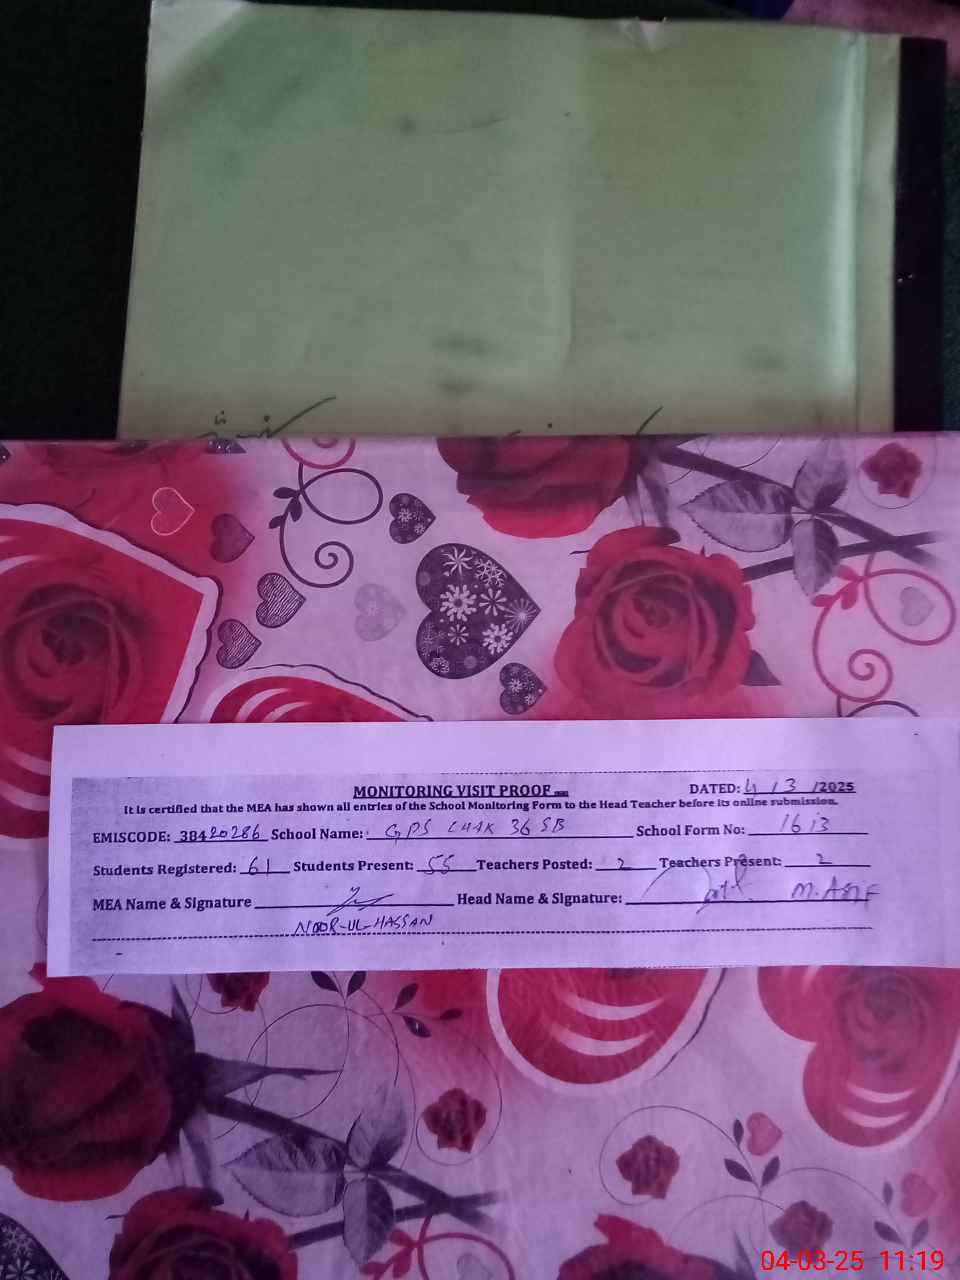 MONITORING VISIT PROOF DATED: 4 / 3 /2025
It is certified that the MEA has shown all entries of the School Monitoring Form to the Head Teacher before its online submission.
EMISCODE: 38420286 School Name: GPS CHAK 36 SB School Form No: 1613
Students Registered: 61 Students Present: 55 Teachers Posted: 2 Teachers Present: 2
MEA Name & Signature Head Name & Signature: M. ASIF
NOOR-UL-HASSAN
04-03-25 11:19